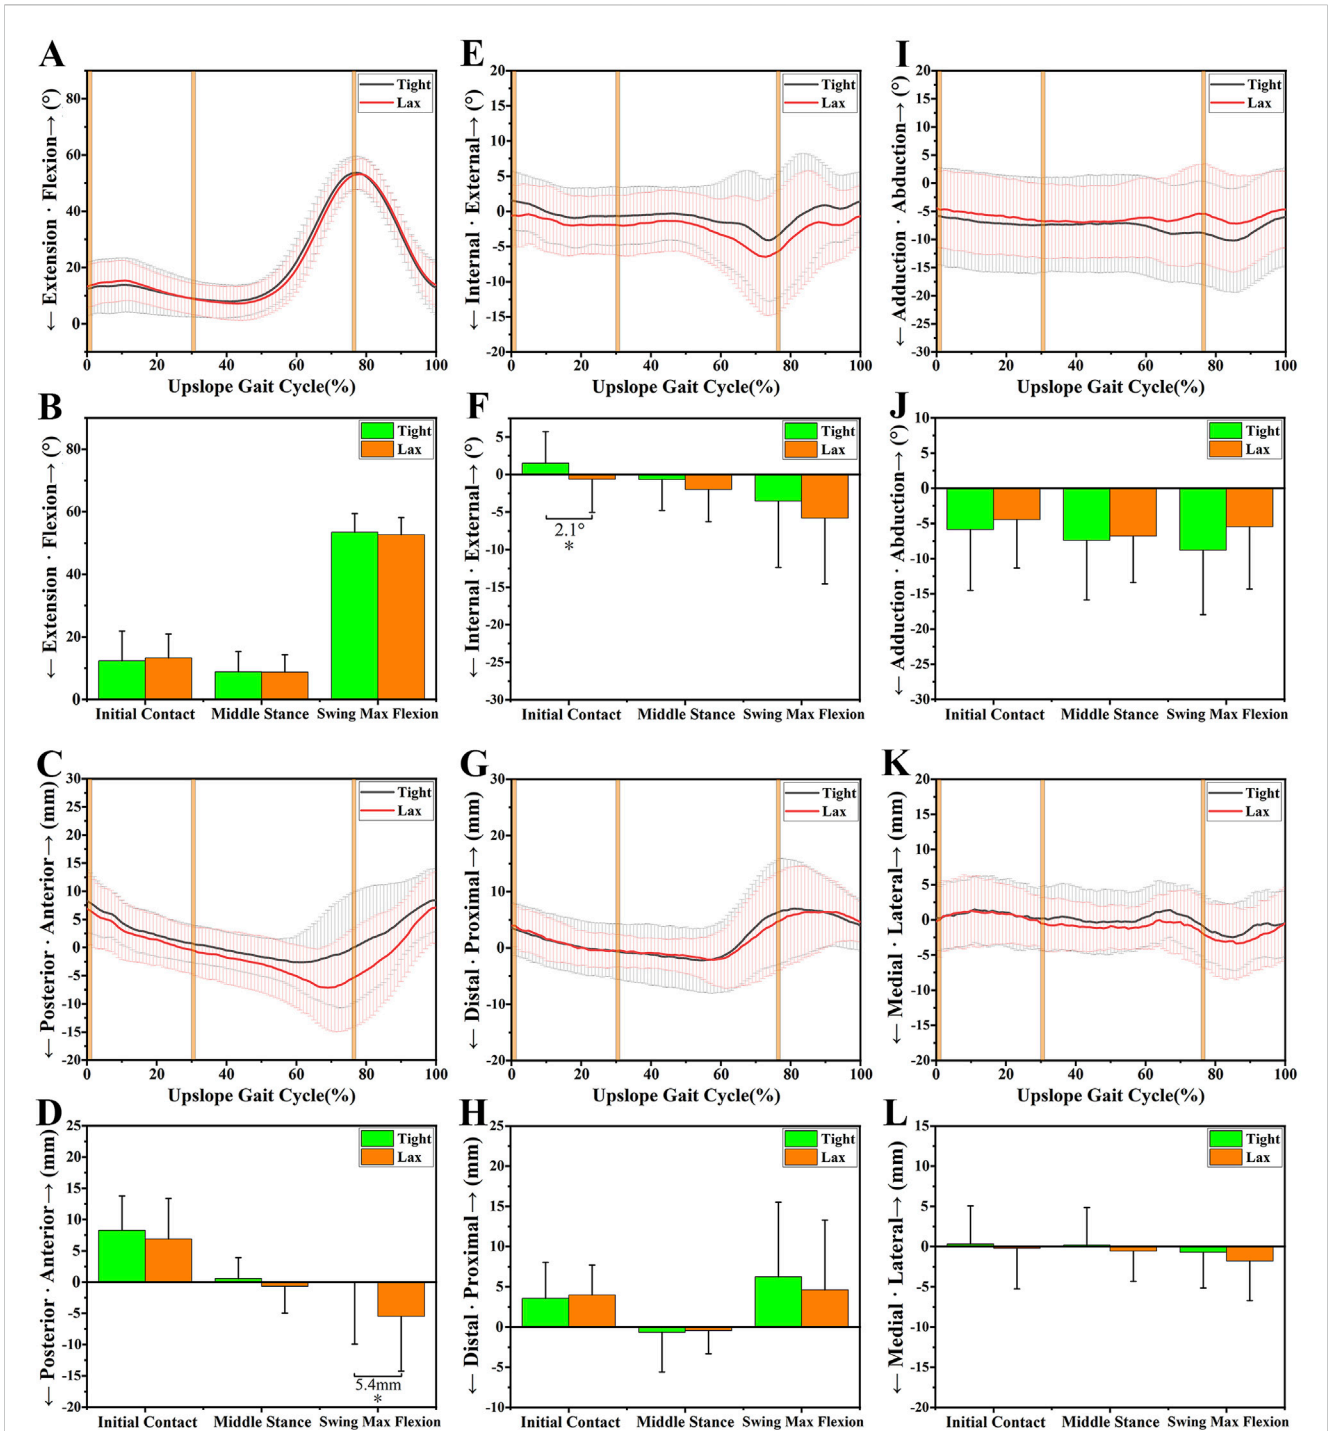 A
← Extension · Flexion→ (°)
80
60
40
20
0
Tight
Lax
0 20 40 60 80 100
Upslope Gait Cycle(%)
E
← Internal · External→ (°)
20
15
10
5
0
-5
-10
-15
-20
Tight
Lax
0 20 40 60 80 100
Upslope Gait Cycle(%)
I
← Adduction · Abduction→ (°)
20
15
10
5
0
-5
-10
-15
-20
-25
-30
Tight
Lax
0 20 40 60 80 100
Upslope Gait Cycle(%)
B
← Extension · Flexion→ (°)
80
60
40
20
0
Tight
Lax
Initial Contact Middle Stance Swing Max Flexion
F
← Internal · External→ (°)
5
0
-5
-10
-15
-20
-25
-30
Tight
Lax
2.1°
*
Initial Contact Middle Stance Swing Max Flexion
J
← Adduction · Abduction→ (°)
10
5
0
-5
-10
-15
-20
-25
-30
Tight
Lax
Initial Contact Middle Stance Swing Max Flexion
C
← Posterior · Anterior→ (mm)
30
25
20
15
10
5
0
-5
-10
-15
-20
Tight
Lax
0 20 40 60 80 100
Upslope Gait Cycle(%)
G
← Distal · Proximal→ (mm)
30
25
20
15
10
5
0
-5
-10
-15
-20
Tight
Lax
0 20 40 60 80 100
Upslope Gait Cycle(%)
K
← Medial · Lateral→ (mm)
20
15
10
5
0
-5
-10
-15
-20
-25
Tight
Lax
0 20 40 60 80 100
Upslope Gait Cycle(%)
D
← Posterior · Anterior→ (mm)
25
20
15
10
5
0
-5
-10
-15
-20
Tight
Lax
5.4mm
*
Initial Contact Middle Stance Swing Max Flexion
H
← Distal · Proximal→ (mm)
25
20
15
10
5
0
-5
-10
Tight
Lax
Initial Contact Middle Stance Swing Max Flexion
L
← Medial · Lateral→ (mm)
15
10
5
0
-5
-10
-15
-20
Tight
Lax
Initial Contact Middle Stance Swing Max Flexion